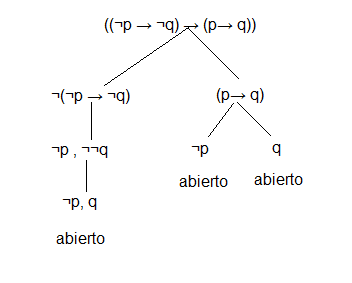 ((¬p → ¬q) → (p→ q))
¬(¬p → ¬q)
(p→ q)
¬p , ¬¬q
¬p
q
abierto
abierto
¬p, q
abierto